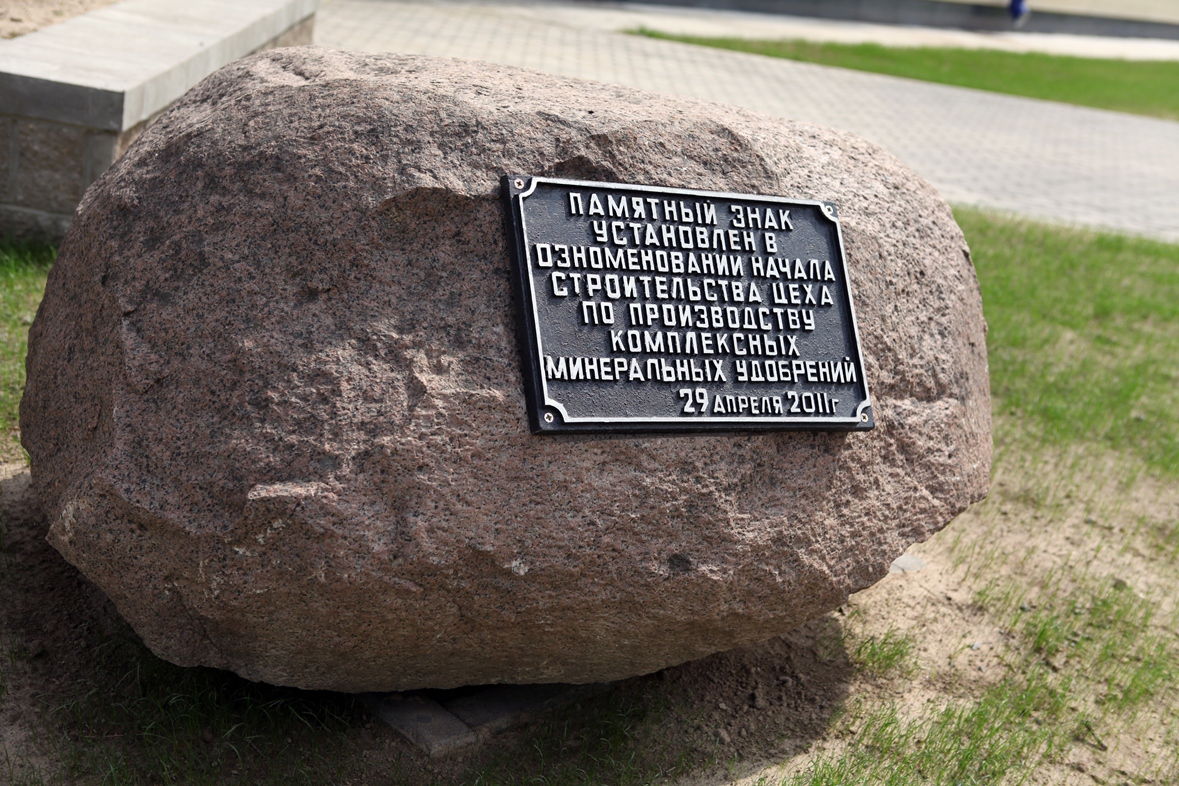 ПАМЯТНЫЙ ЗНАК
УСТАНОВЛЕН В
ОЗНОМЕНОВАНИИ НАЧАЛА
СТРОИТЕЛЬСТВА ЦЕХА
ПО ПРОИЗВОДСТВУ
КОМПЛЕКСНЫХ
МИНЕРАЛЬНЫХ УДОБРЕНИЙ
29 АПРЕЛЯ 2011г